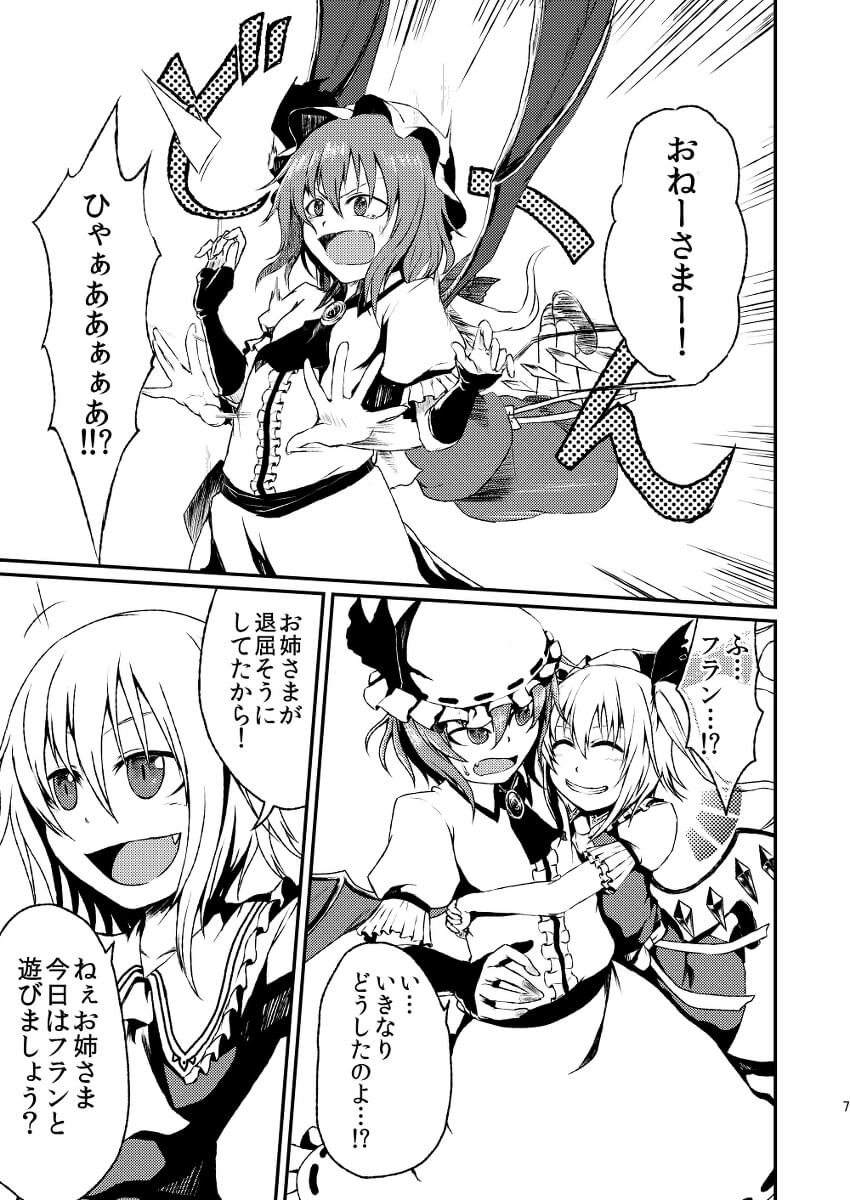 おねーさまー！
ひゃぁああぁぁあ!!?
ふ…
フラン…!?
い…
いきなり
どうしたのよ…!?
お姉さまが
退屈そうに
してたから！
ねぇお姉さま
今日はフランと
遊びましょう？
7